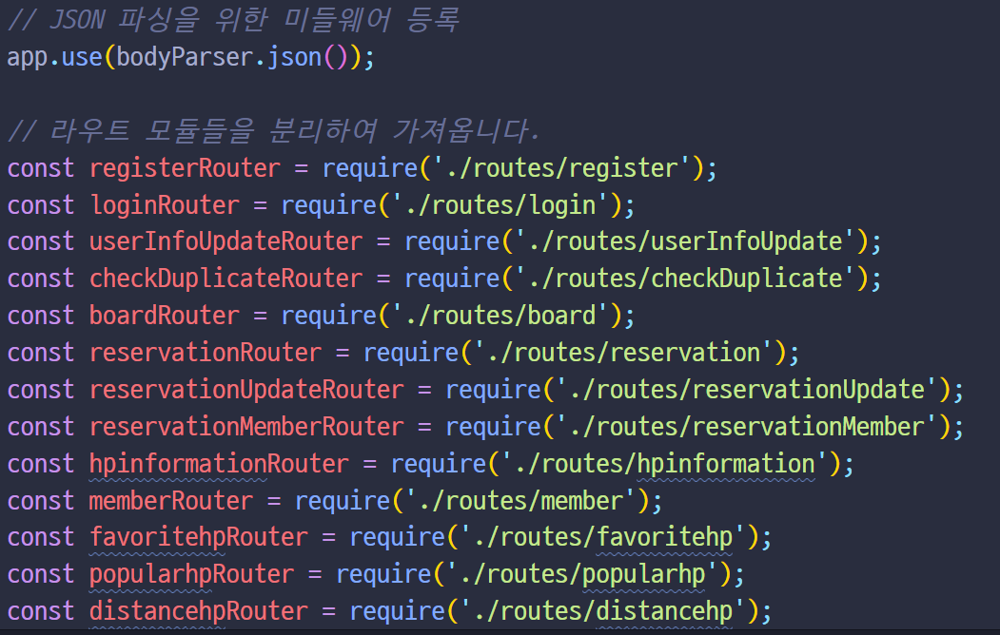 // JSON 파싱을 위한 미들웨어 등록
app.use(bodyParser.json());
// 라우트 모듈들을 분리하여 가져옵니다.
const registerRouter = require('./routes/register');
const loginRouter = require('./routes/login');
const userInfoUpdateRouter = require('./routes/userInfoUpdate');
const checkDuplicateRouter = require('./routes/checkDuplicate');
const boardRouter = require('./routes/board');
const reservationRouter = require('./routes/reservation');
const reservationUpdateRouter = require('./routes/reservationUpdate');
const reservationMemberRouter = require('./routes/reservationMember');
const hpinformationRouter = require('./routes/hpinformation');
const memberRouter = require('./routes/member');
const favoritehpRouter = require('./routes/favoritehp');
const popularhpRouter = require('./routes/popularhp');
const distancehpRouter = require('./routes/distancehp');